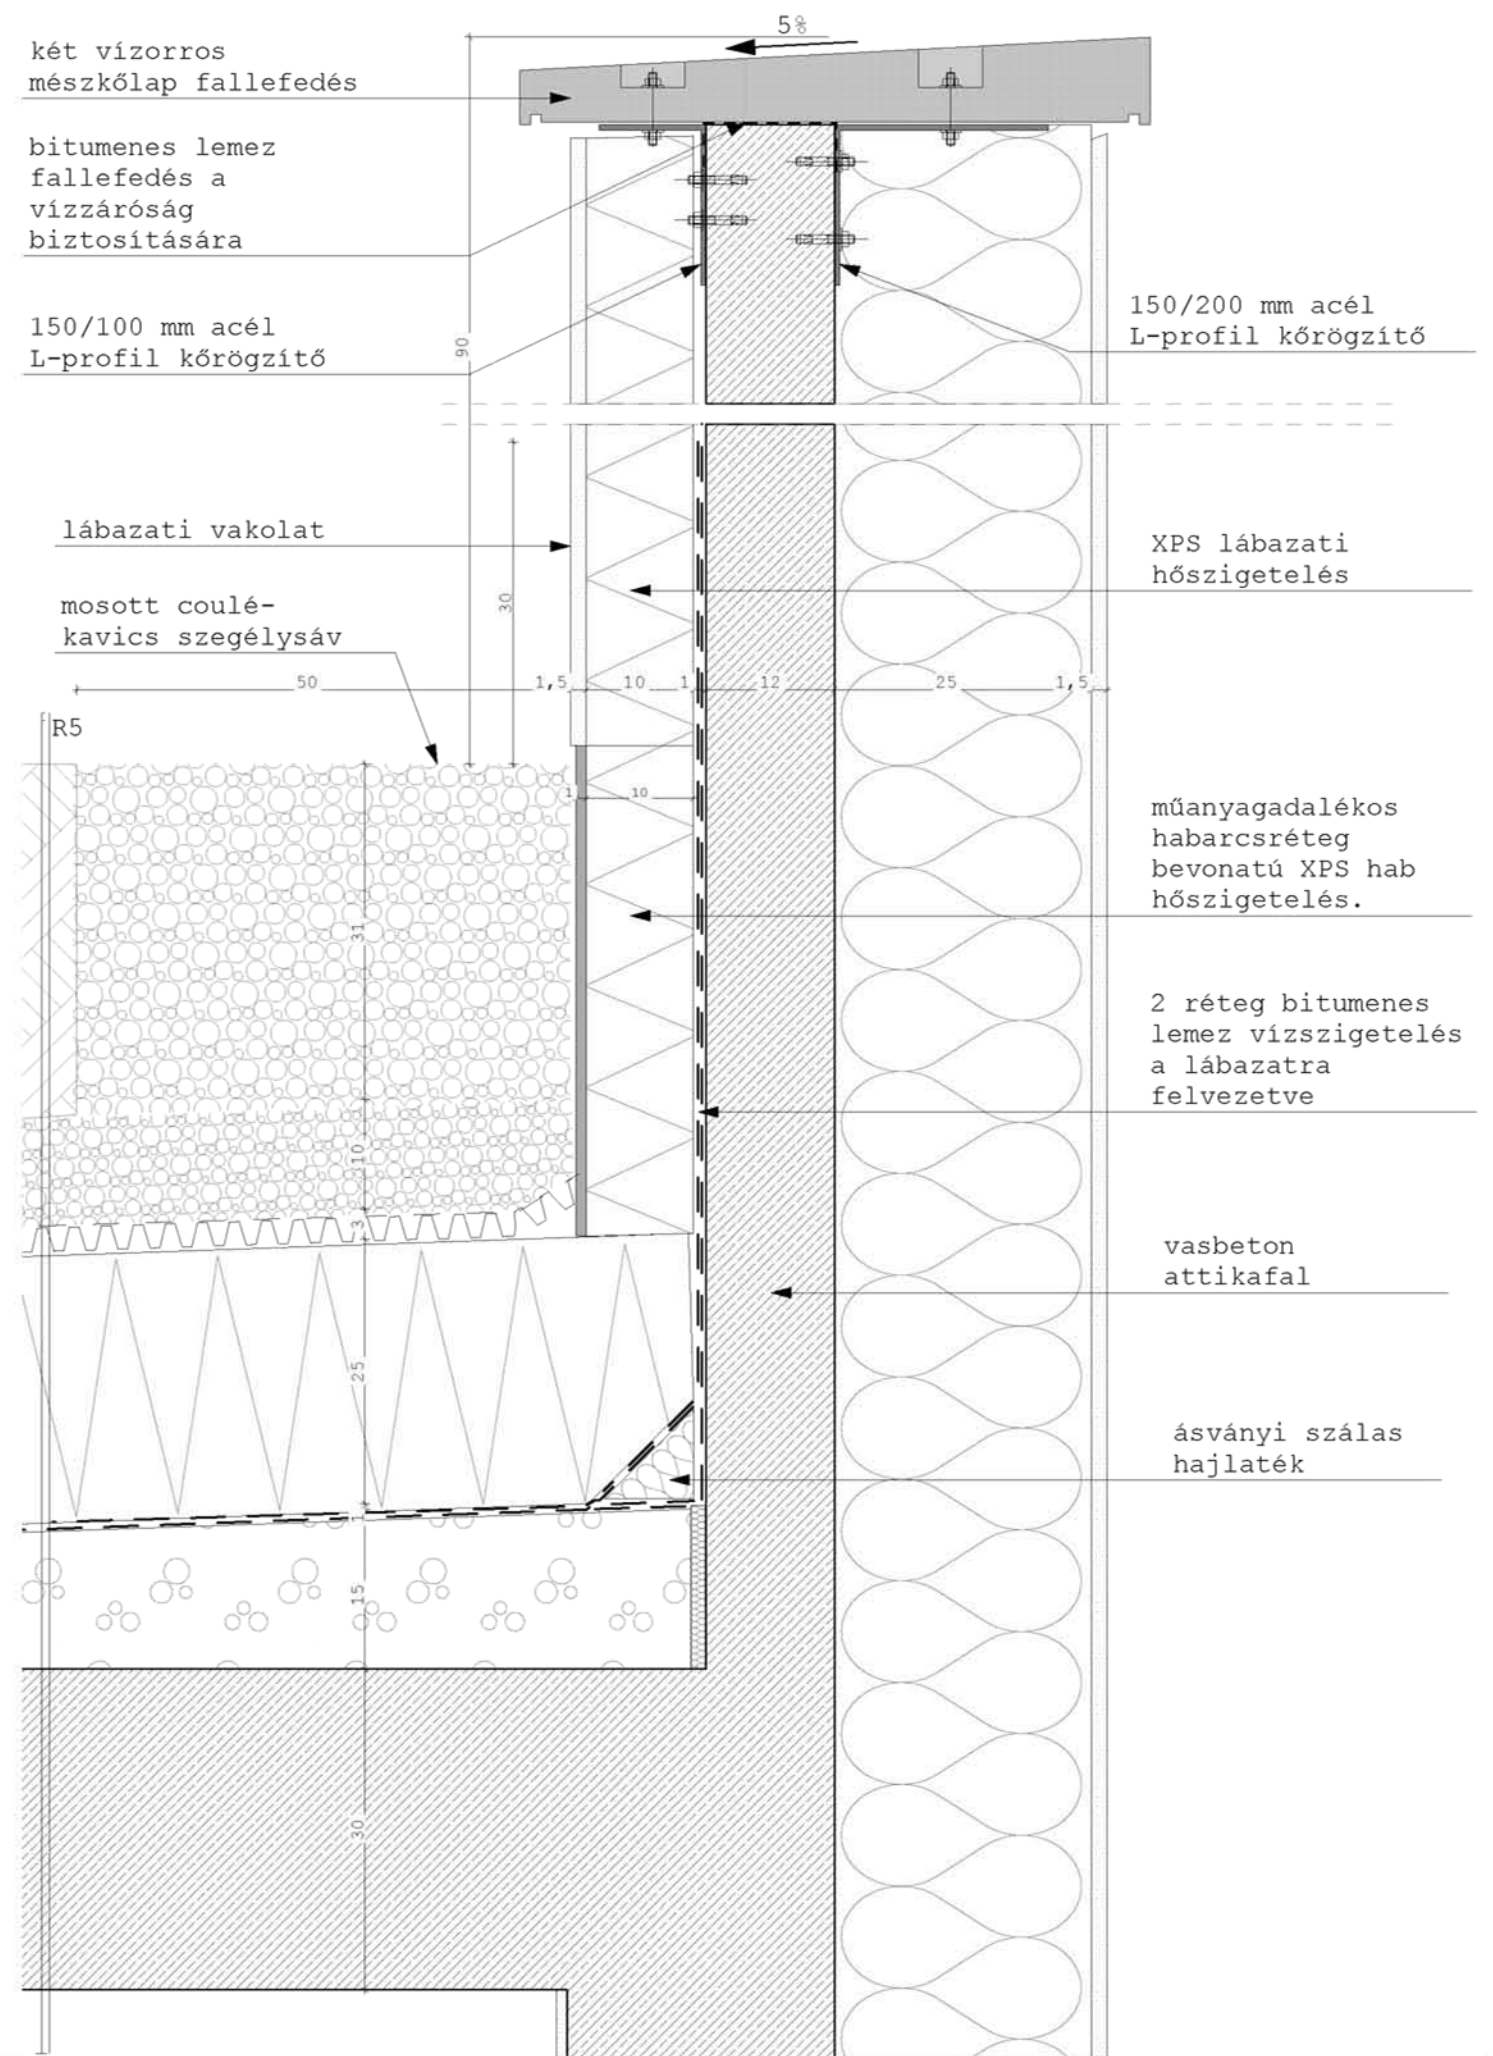 5%
két vízorros
mészkőlap fallefedés
bitumenes lemez
fallefedés a
vízzáróság
biztosítására
150/100 mm acél
L-profil kőrögzítő
90
150/200 mm acél
L-profil kőrögzítő
lábazati vakolat
30
XPS lábazati
hőszigetelés
mosott coulé-
kavics szegélysáv
50
1,5
10
1
12
25
1,5
R5
1
10
műanyagadalékos
habarcsréteg
bevonatú XPS hab
hőszigetelés.
31
2 réteg bitumenes
lemez vízszigetelés
a lábazatra
felvezetve
10
3
vasbeton
attikafal
25
ásványi szálas
hajlaték
1
15
30